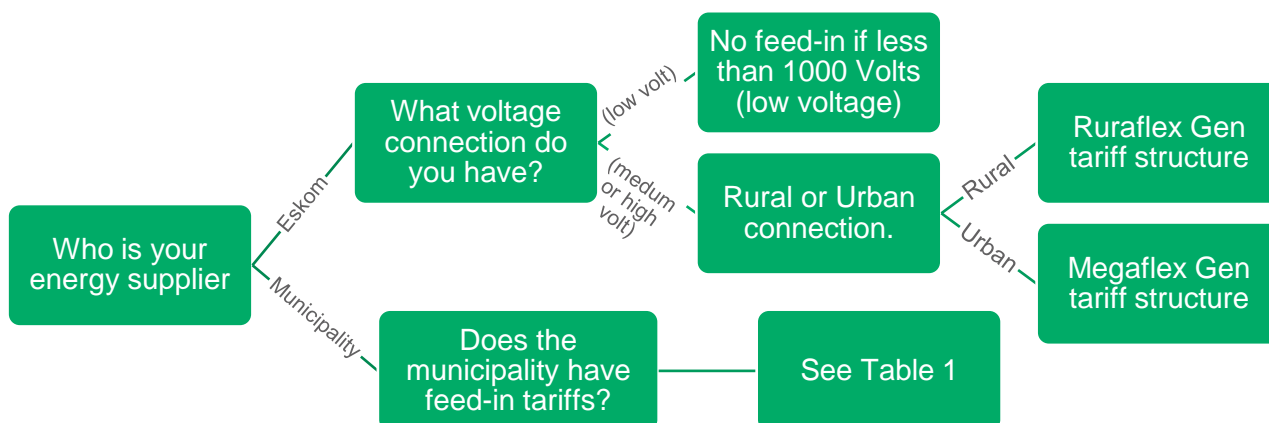 Who is your
energy supplier
Eskom
What voltage
connection do
you have?
(low volt)
No feed-in if less
than 1000 Volts
(low voltage)
(medum
or high
volt)
Rural or Urban
connection.
Rural
Ruraflex Gen
tariff structure
Urban
Megaflex Gen
tariff structure
Municipality
Does the
municipality have
feed-in tariffs?
See Table 1